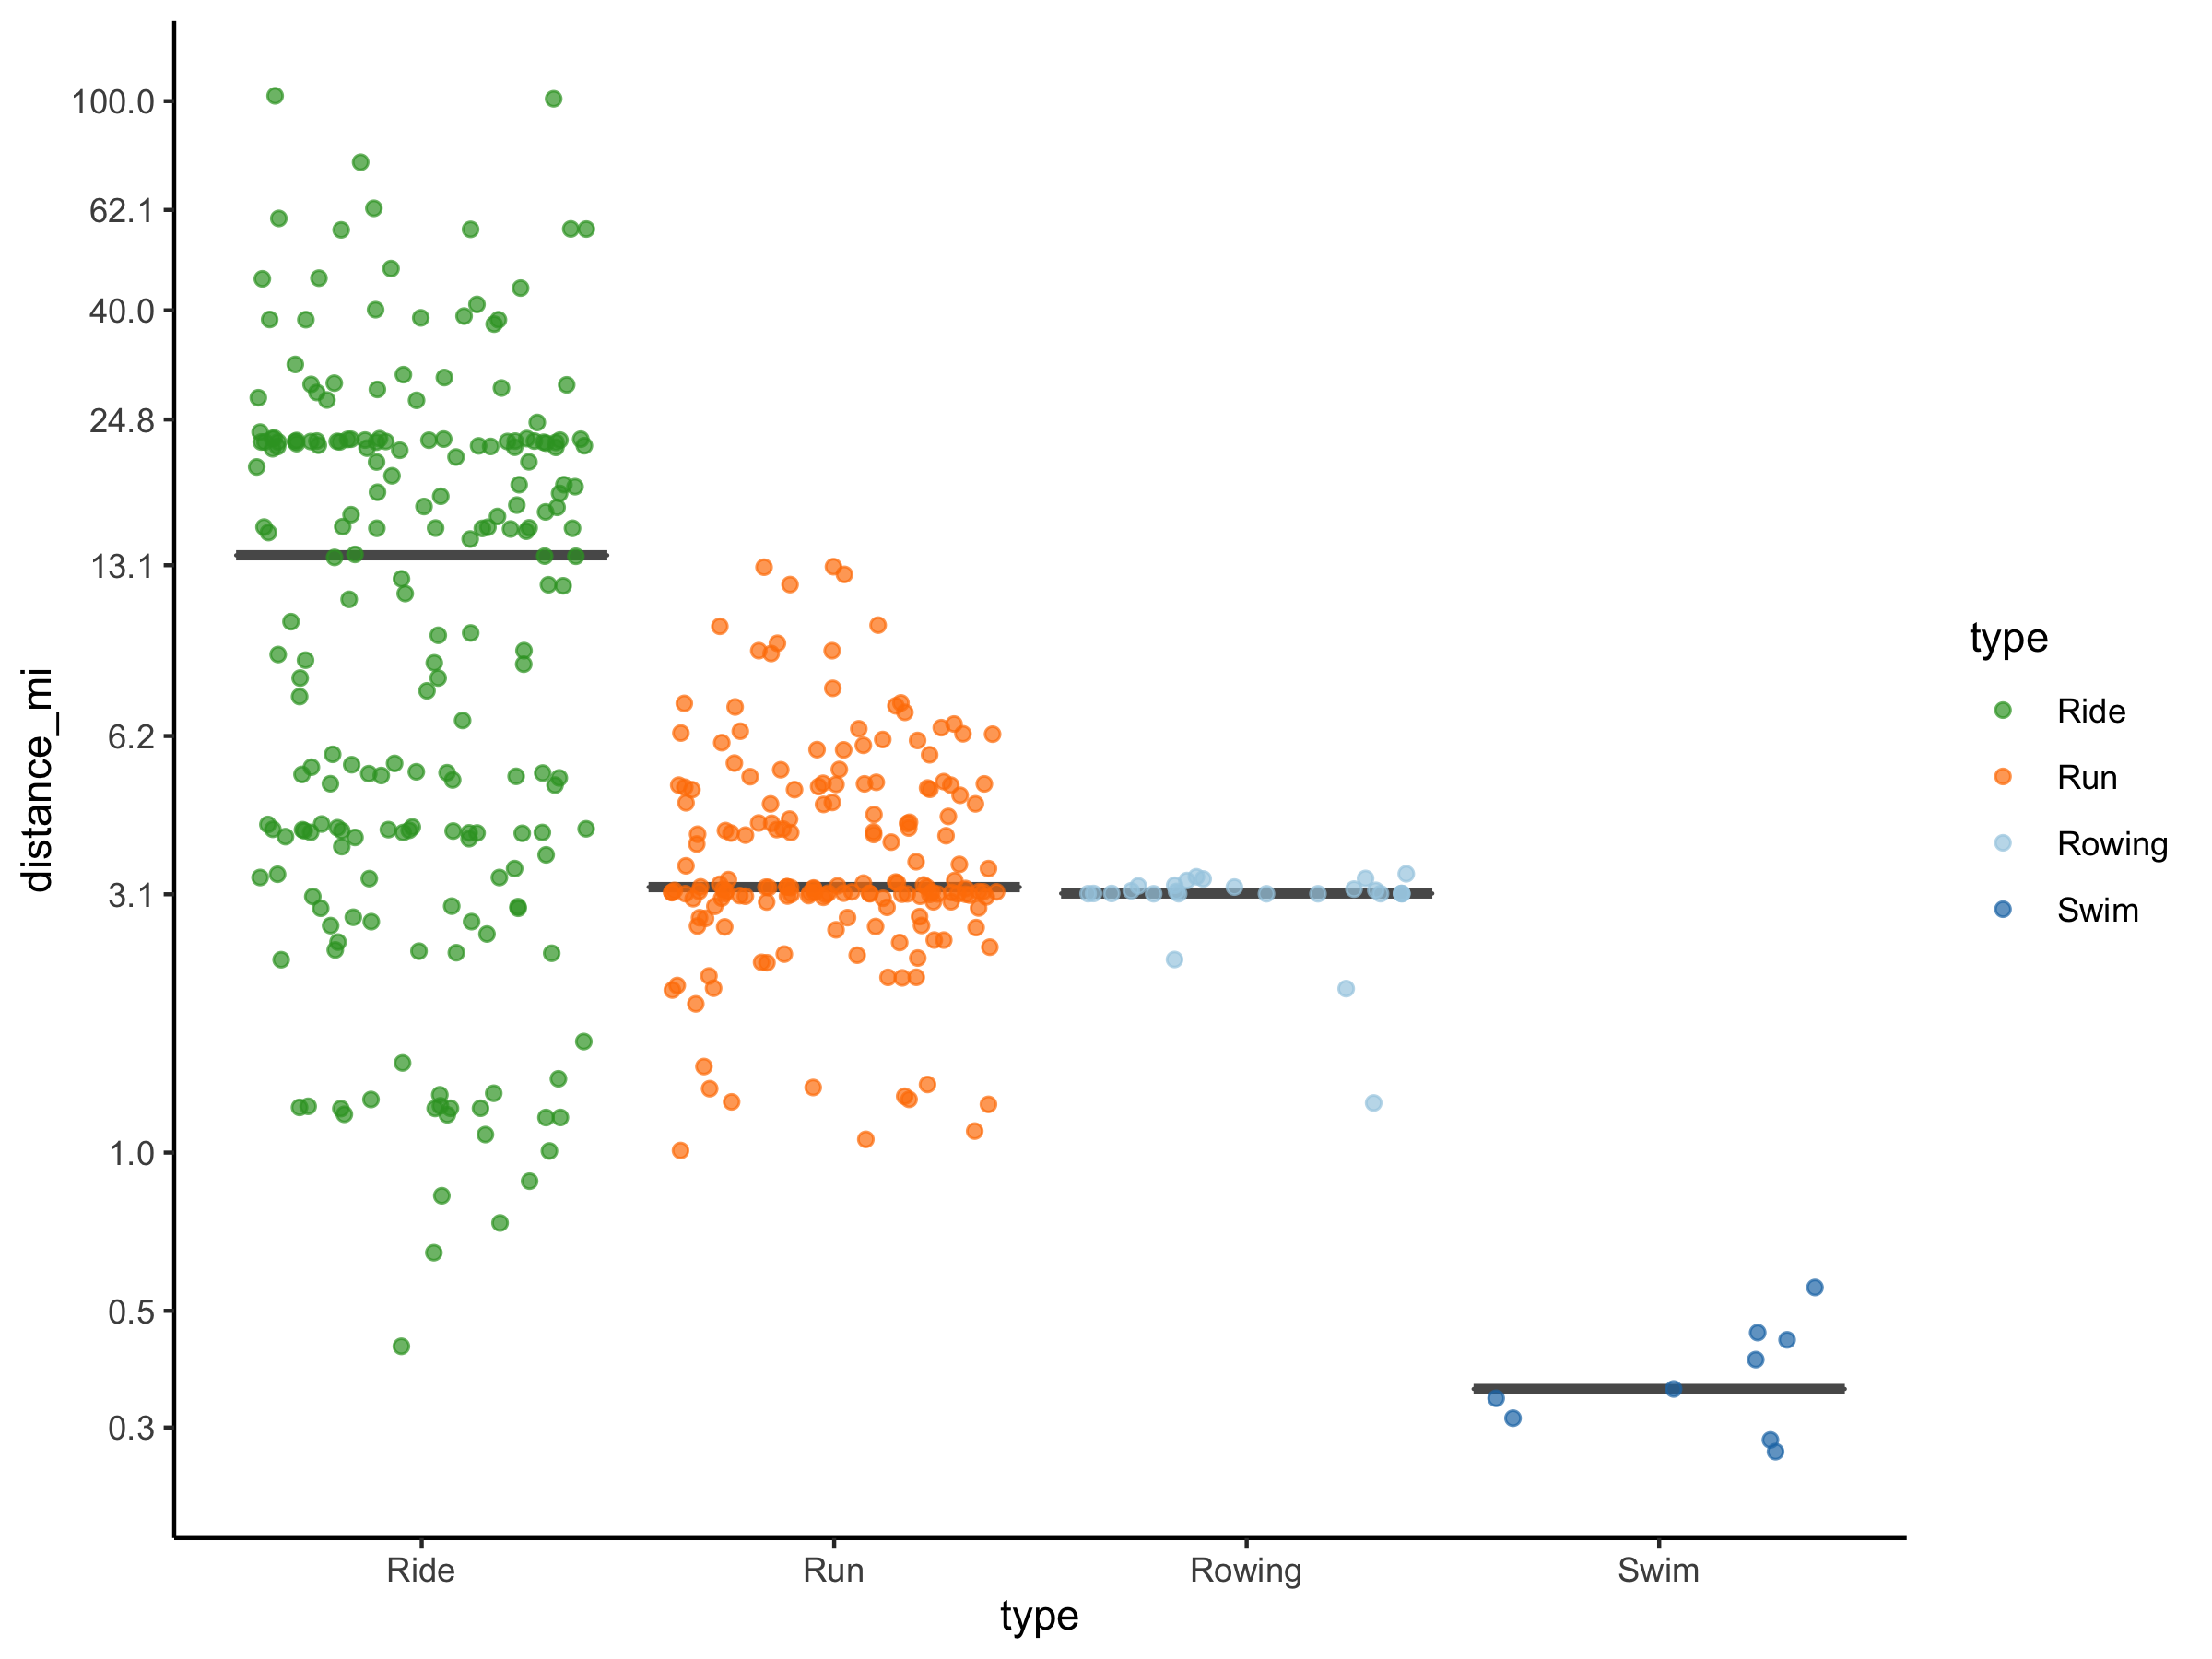 distance_mi
100.0
62.1
40.0
24.8
13.1
6.2
3.1
1.0
0.5
0.3
Ride
Run
Rowing
Swim
type
type
Ride
Run
Rowing
Swim